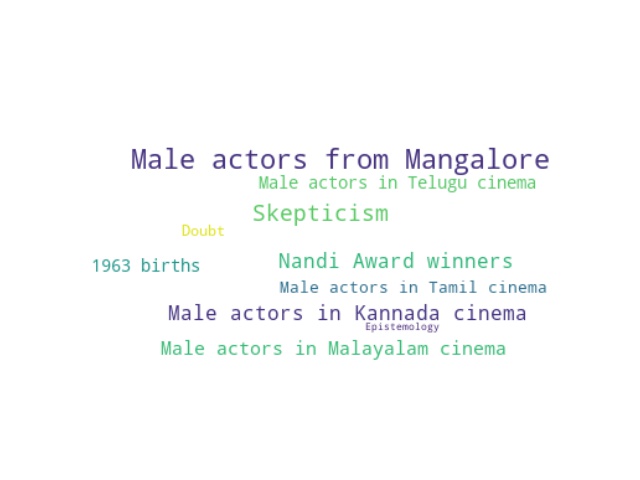 Male actors from Mangalore
Male actors in Telugu cinema
Skepticism
Doubt
Nandi Award winners
1963 births
Male actors in Tamil cinema
Male actors in Kannada cinema
Epistemology
Male actors in Malayalam cinema